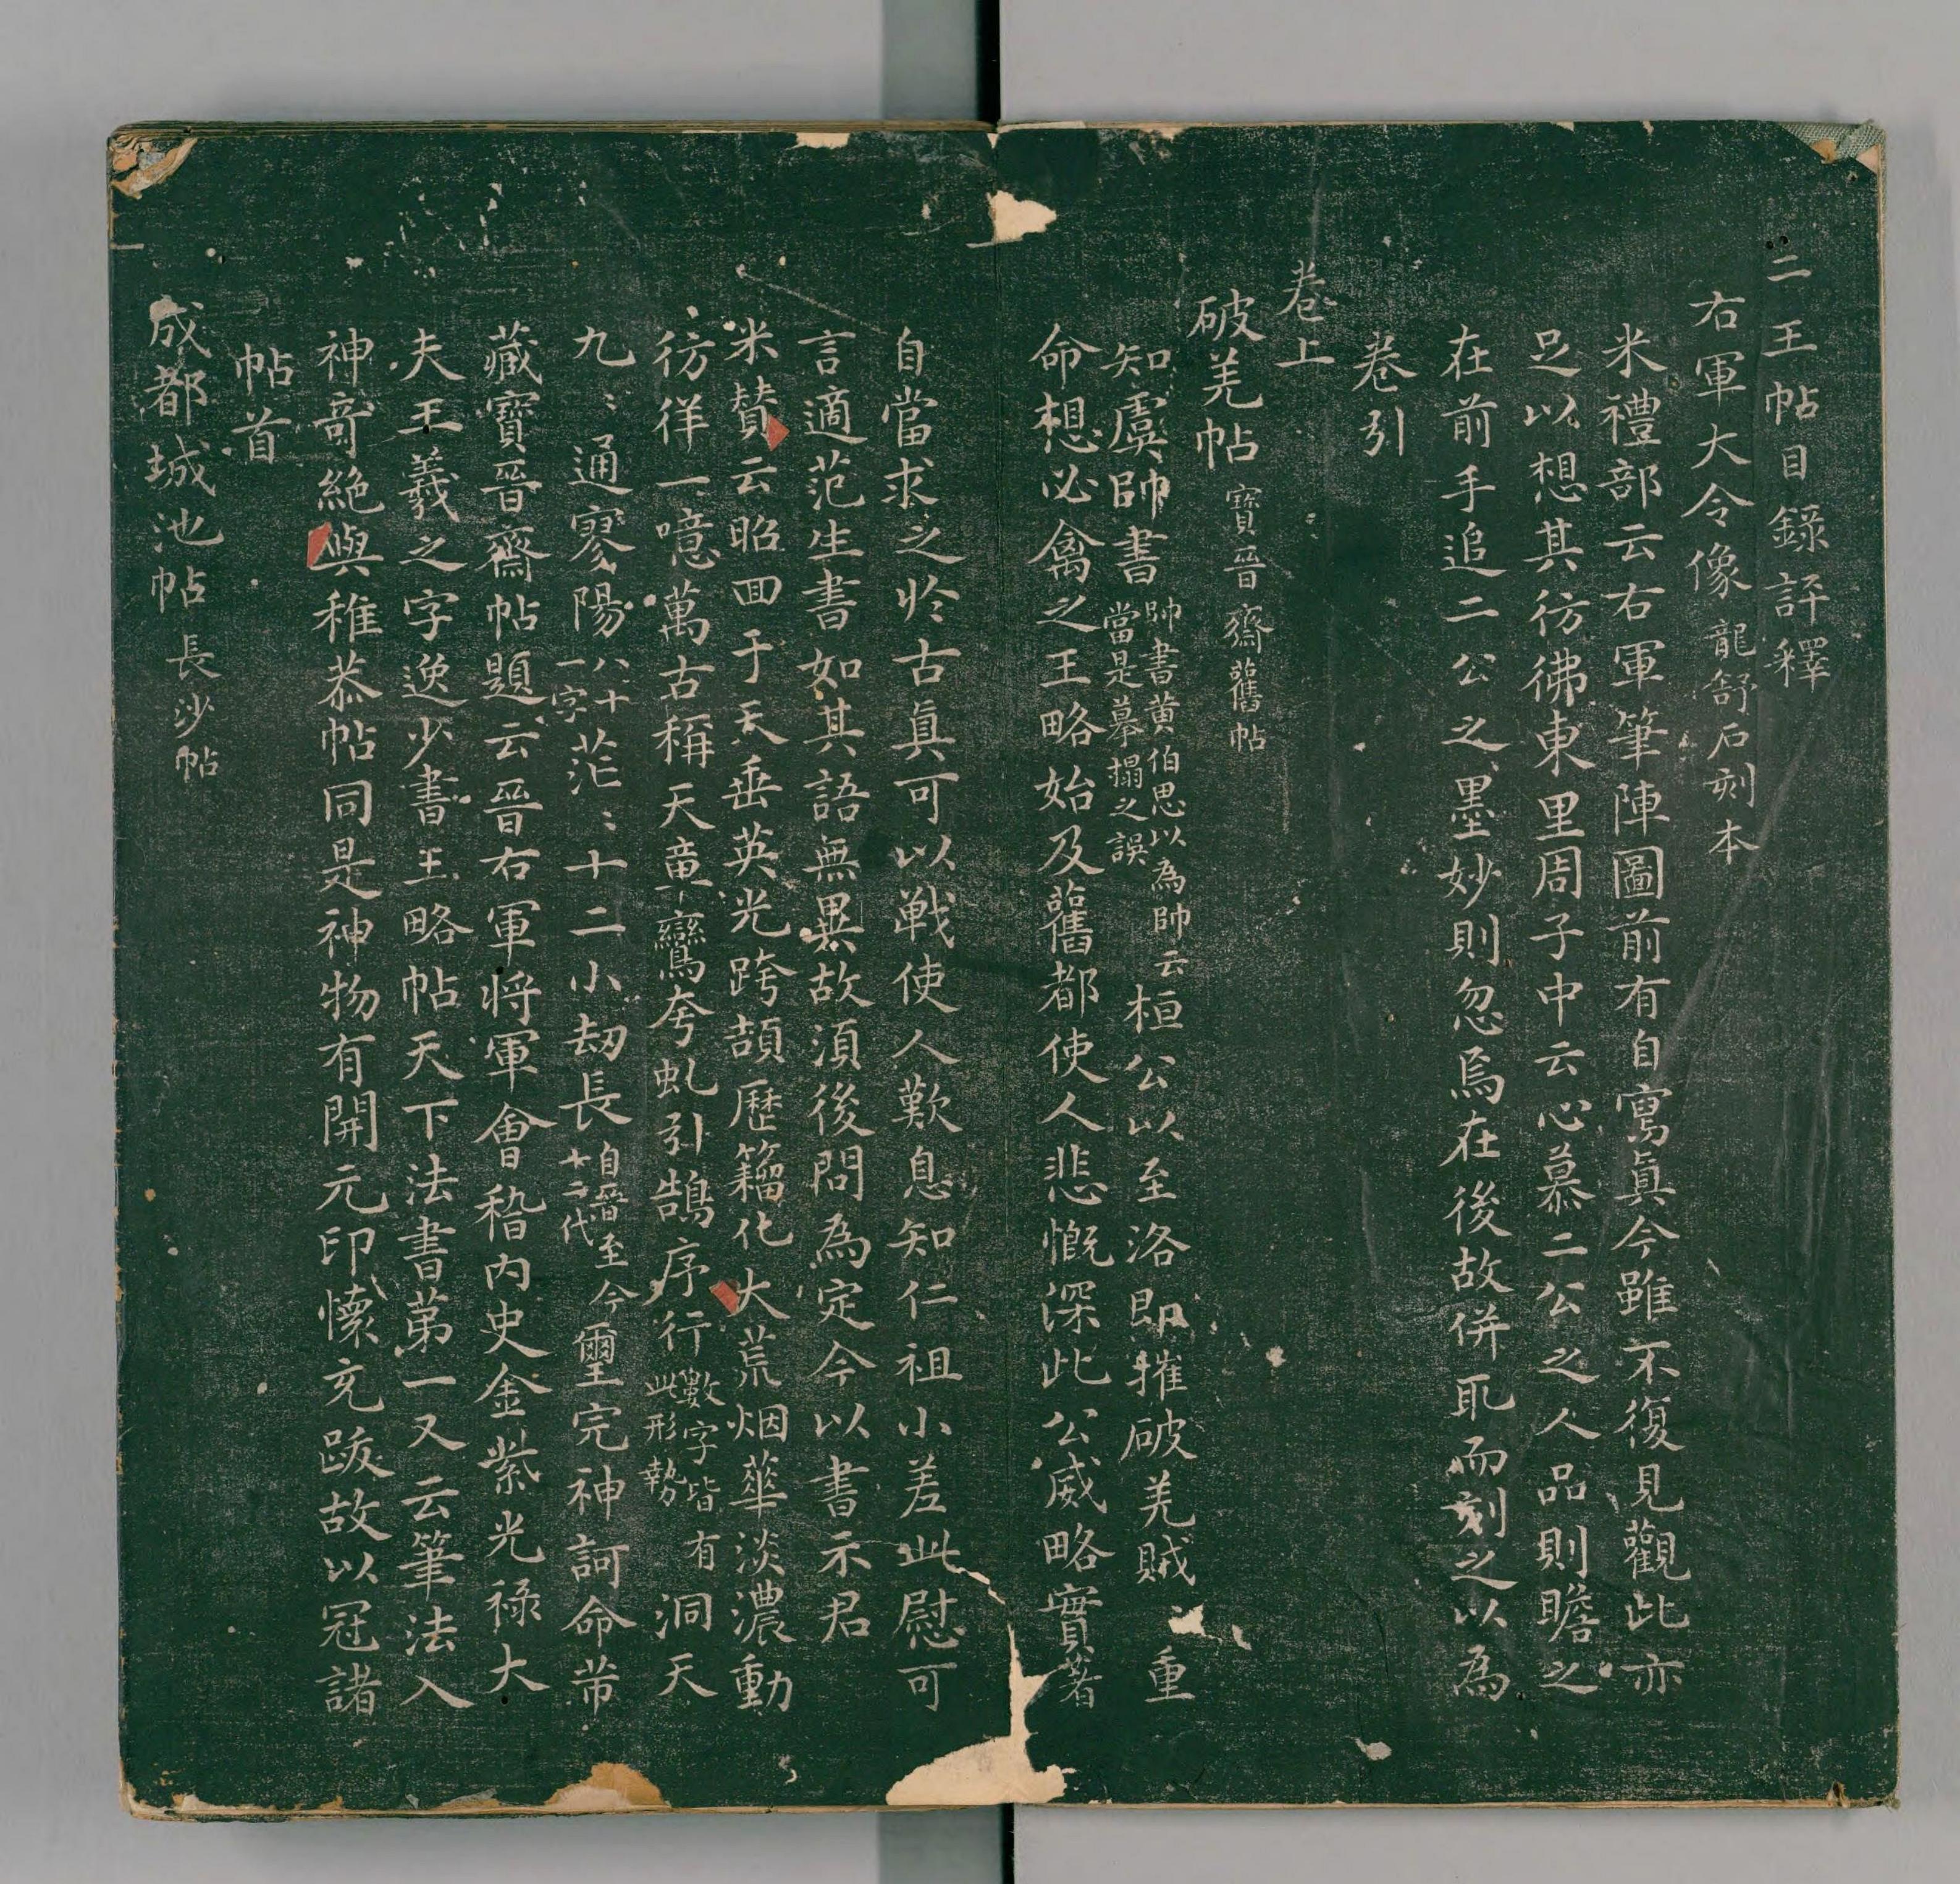 二王帖目錄評釋
右軍大令像 龍舒石刻本
米禮部云右軍筆陣圖前有自寫真今雖不復見觀此亦
足以想其彷彿東里周子中云心慕二公之人品則瞻之
在前手追二公之墨妙則忽焉在後故併取而刻之以為
卷引
卷上
破羌帖 寶晉齋舊帖
知虞帥書 帥書黄伯思以為帥云當是摹搨之誤 桓公以至洛即摧破羌賊重
命想必禽之王略始及舊都使人悲慨深此公威略實著
自當求之於古真可以戰使人歎息知仁祖小差此慰可
言適范生書如其語無異故須後問為定今以書示君
米贊云昭回于天垂英光跨頡歷籀化大荒烟華淡濃動
彷徉一噫萬古稱天章鸞夸虬引鵠序行 數字皆有此形勢 洞天
九〻通寥陽 八十一字 茫〻十二小劫長 自晉至今十二代 璽完神訶命芾
藏寶晉齋帖題云晉右軍將軍會稽内史金紫光祿大
夫王羲之字逸少書王略帖天下法書第一又云筆法入
神奇絶與稚恭帖同是神物有開元印懷充跋故以冠諸
帖首
成都城池帖 長沙帖